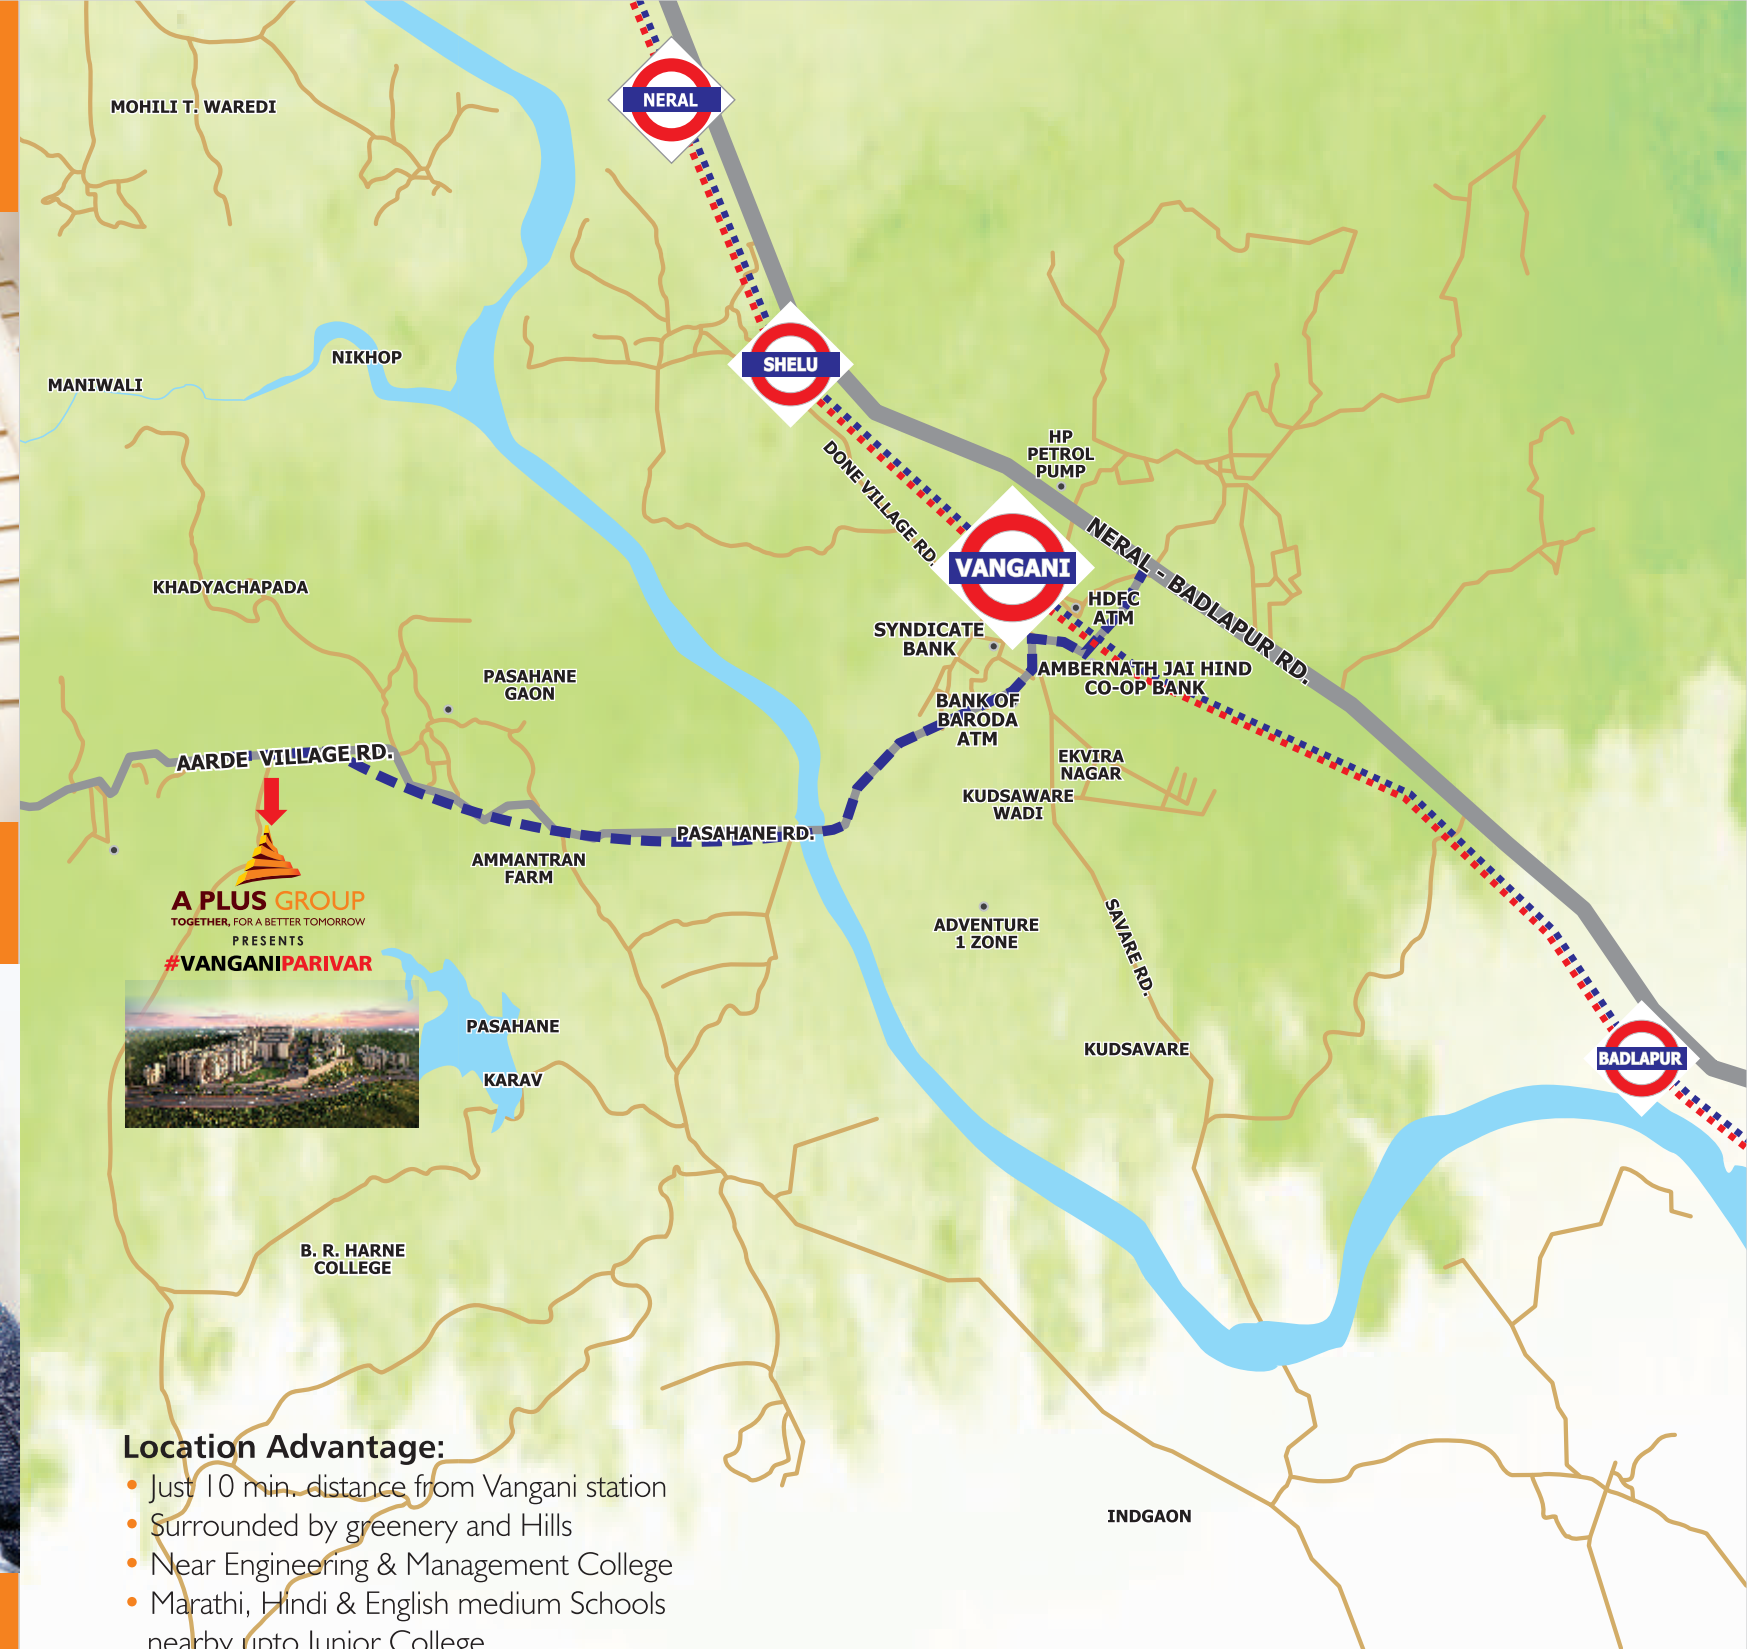 NERAL
MOHILI T. WAREDI
SHELU
NIKHOP
MANIWALI
HP
PETROL
PUMP
DONE VILLAGE RD.
NERAL - BADLAPUR RD.
VANGANI
KHADYACHAPADA
HDFC
ATM
SYNDICATE
BANK
AMBERNATH JAI HIND
CO-OP BANK
PASAHANE
GAON
BANK OF
BARODA
ATM
AARDE VILLAGE RD.
EKVIRA
NAGAR
KUDSAWARE
WADI
PASAHANE RD.
AMMANTRAN
FARM
A PLUS GROUP
TOGETHER, FOR A BETTER TOMORROW
PRESENTS
#VANGANIPARIVAR
ADVENTURE
1 ZONE
SAVARE RD.
PASAHANE
KARAV
KUDSAVARE
BADLAPUR
B. R. HARNE
COLLEGE
Location Advantage:
• Just 10 min. distance from Vangani station
• Surrounded by greenery and Hills
• Near Engineering & Management College
• Marathi, Hindi & English medium Schools
nearby upto Junior College
INDGAON